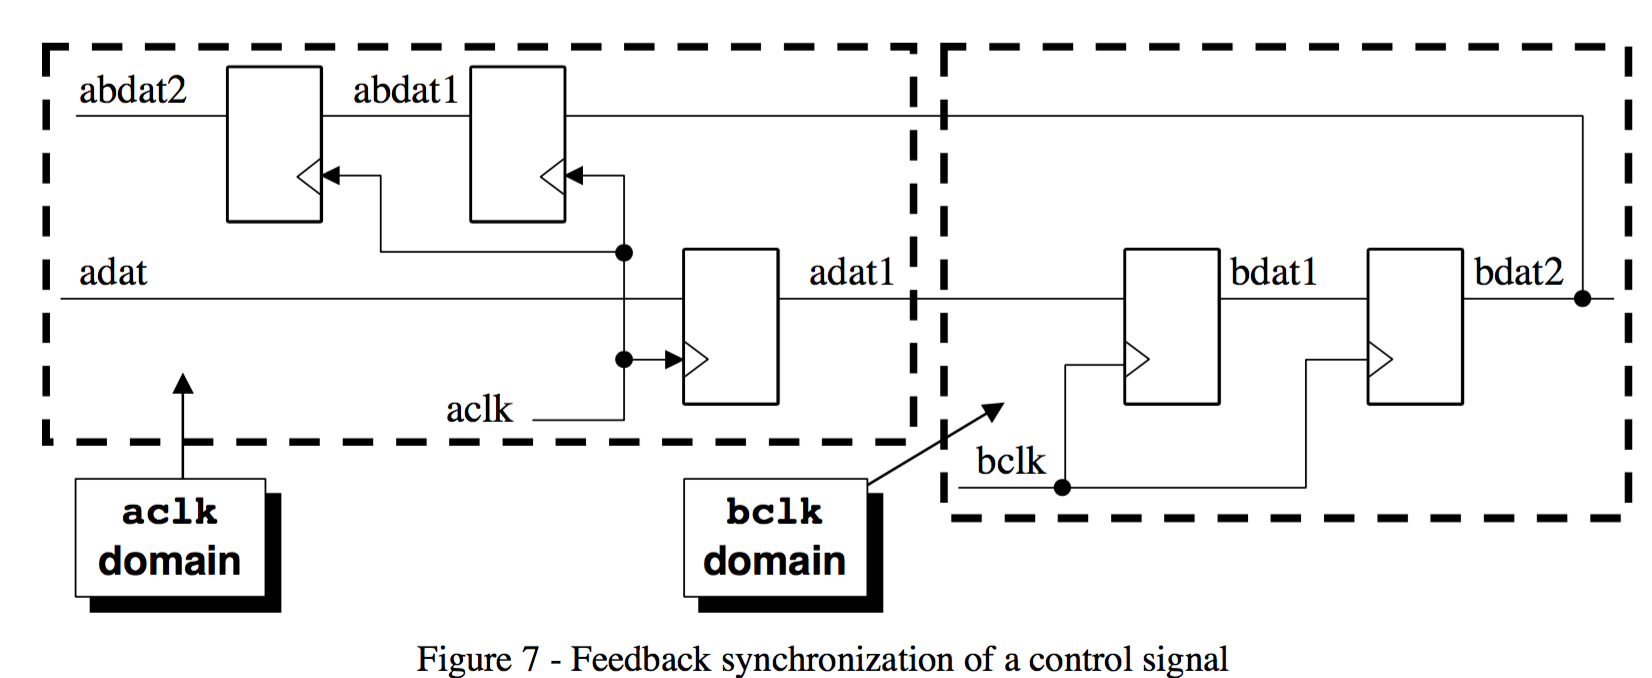 abdat2
abdat1
adat
adat1
bdat1
bdat2
aclk
bclk
aclk
domain
bclk
domain
Figure 7 - Feedback synchronization of a control signal